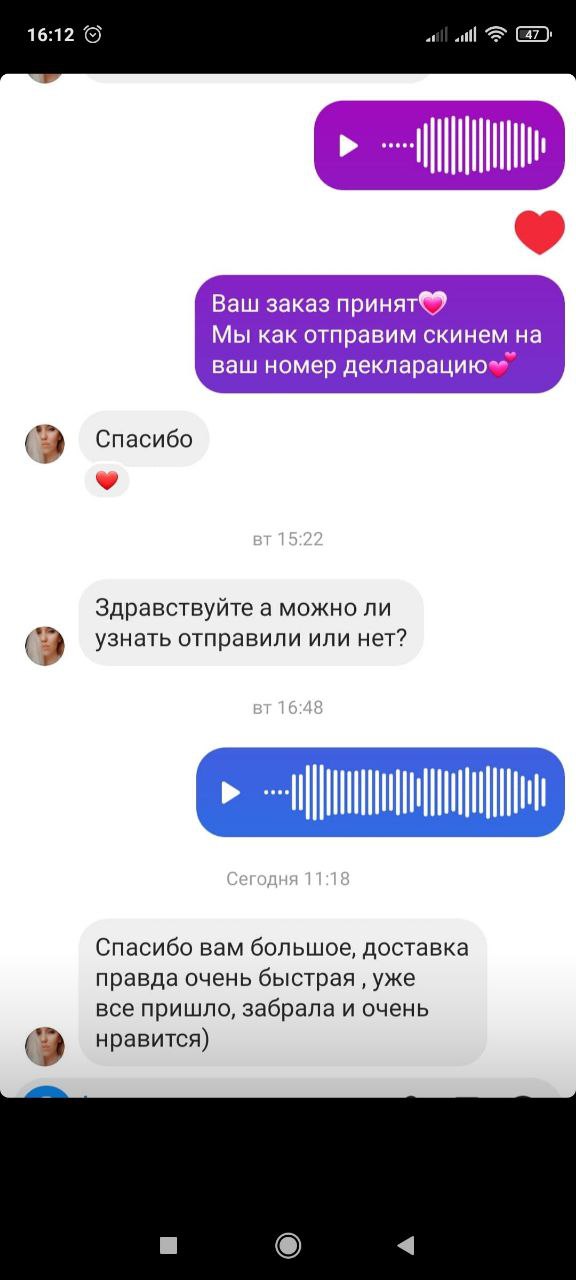 16:12
47
Ваш заказ принят💗
Мы как отправим скинем на
ваш номер декларацию💕
Спасибо
вт 15:22
Здравствуйте а можно ли
узнать отправили или нет?
вт 16:48
Сегодня 11:18
Спасибо вам большое, доставка
правда очень быстрая , уже
все пришло, забрала и очень
нравится)